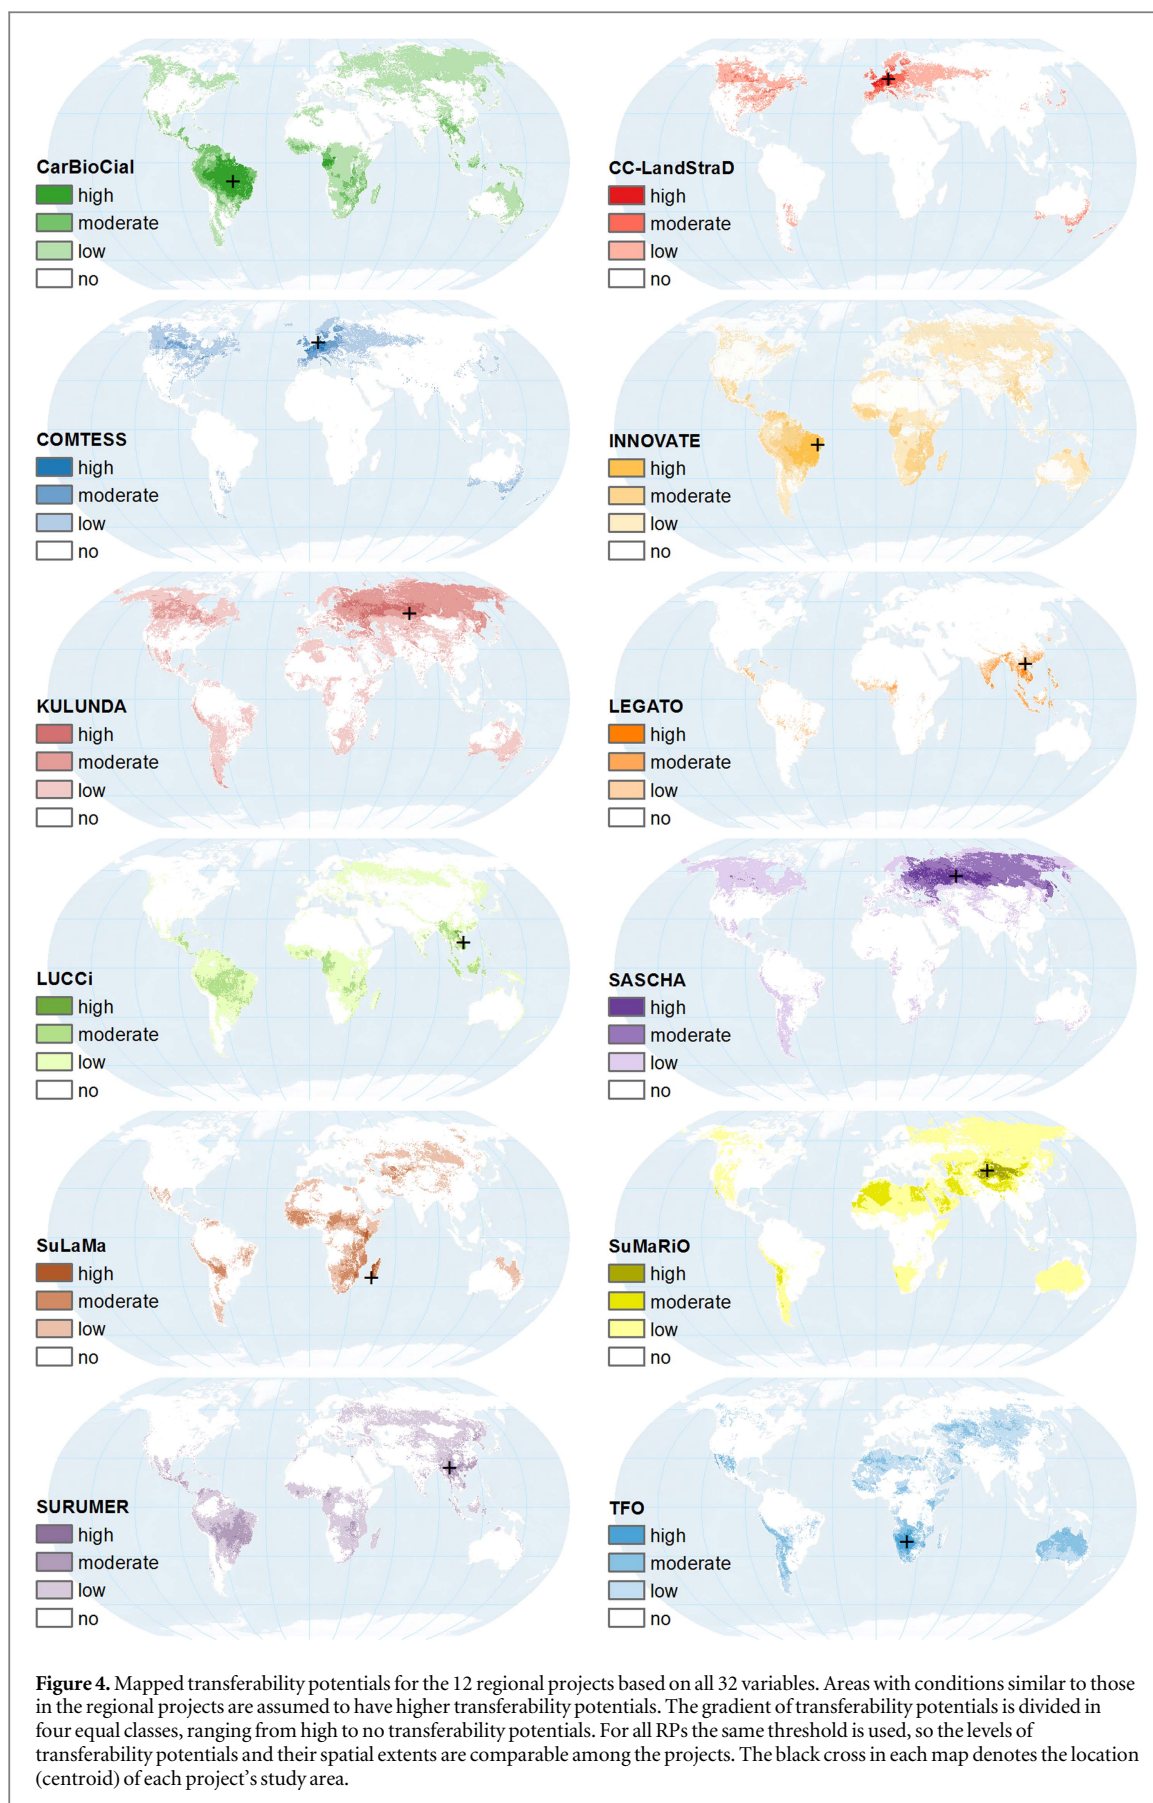 CarBioCial
high
moderate
low
no
CC-LandStraD
high
moderate
low
no
COMTESS
high
moderate
low
no
INNOVATE
high
moderate
low
no
KULUNDA
high
moderate
low
no
LEGATO
high
moderate
low
no
LUCCi
high
moderate
low
no
SASCHA
high
moderate
low
no
SuLaMa
high
moderate
low
no
SuMaRiO
high
moderate
low
no
SURUMER
high
moderate
low
no
TFO
high
moderate
low
no
Figure 4. Mapped transferability potentials for the 12 regional projects based on all 32 variables. Areas with conditions similar to those
in the regional projects are assumed to have higher transferability potentials. The gradient of transferability potentials is divided in
four equal classes, ranging from high to no transferability potentials. For all RPs the same threshold is used, so the levels of
transferability potentials and their spatial extents are comparable among the projects. The black cross in each map denotes the location
(centroid) of each project's study area.